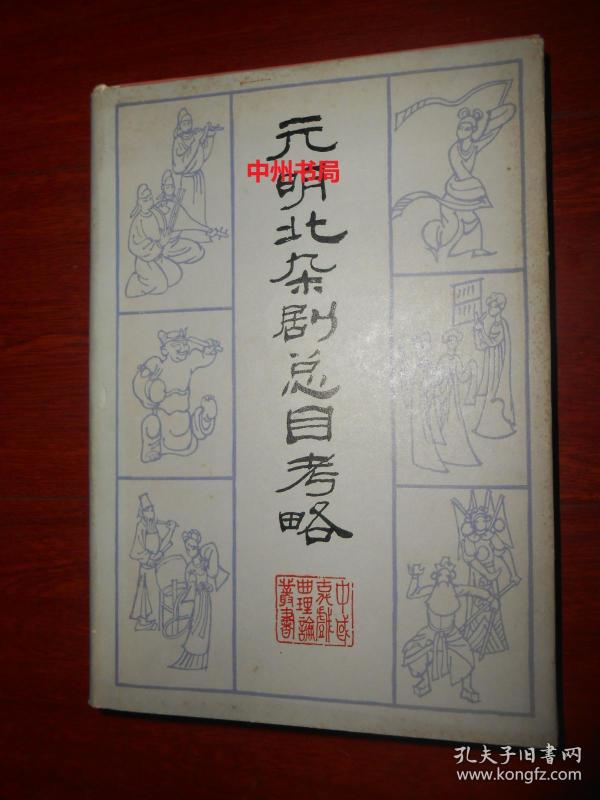 元明北杂剧总目考略
中州书局
中国
戲
曲理論
叢書
孔夫子旧书网
www.kongfz.com